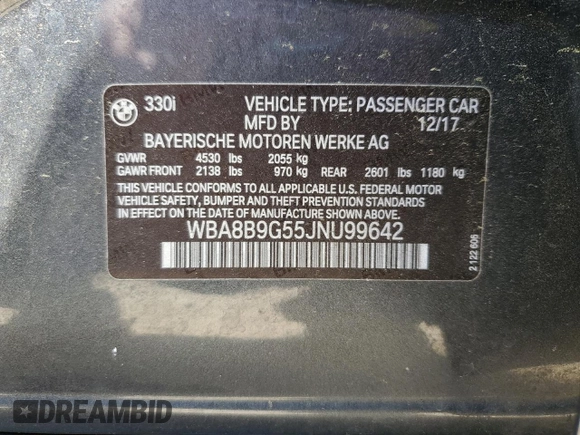 330i VEHICLE TYPE: PASSENGER CAR
MFD BY 12/17
BAYERISCHE MOTOREN WERKE AG
GVWR 4530 lbs 2055 kg
GAWR FRONT 2138 lbs 970 kg REAR 2601 lbs 1180 kg
THIS VEHICLE CONFORMS TO ALL APPLICABLE U.S. FEDERAL MOTOR
VEHICLE SAFETY, BUMPER AND THEFT PREVENTION STANDARDS
IN EFFECT ON THE DATE OF MANUFACTURE SHOWN ABOVE.
WBA8B9G55JNU99642
2 122 606
DREAMBID